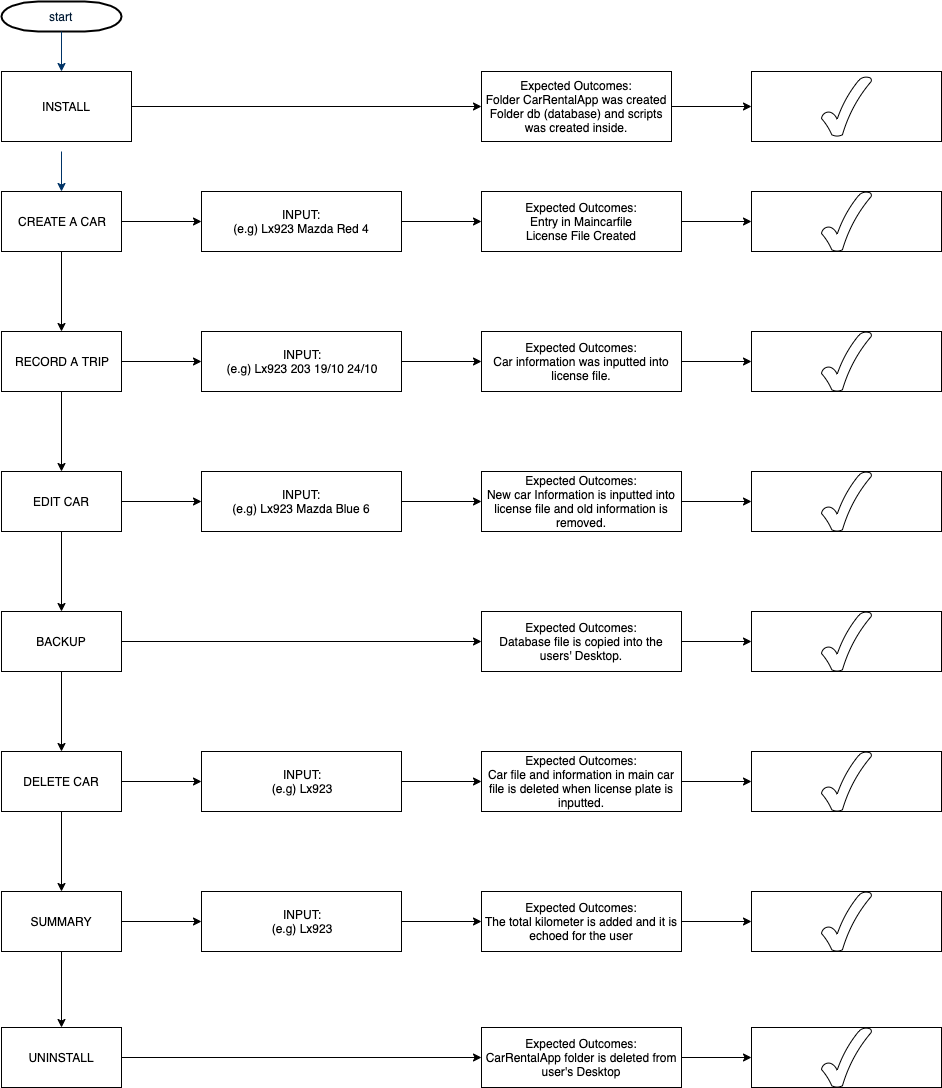 start
INSTALL
Expected Outcomes:
Folder CarRentalApp was created
Folder db (database) and scripts
was created inside.
CREATE A CAR
INPUT:
(e.g) Lx923 Mazda Red 4
Expected Outcomes:
Entry in Maincarfile
License File Created
RECORD A TRIP
INPUT:
(e.g) Lx923 203 19/10 24/10
Expected Outcomes:
Car information was inputted into
license file.
EDIT CAR
INPUT:
(e.g) Lx923 Mazda Blue 6
Expected Outcomes:
New car Information is inputted into
license file and old information is
removed.
BACKUP
Expected Outcomes:
Database file is copied into the
users' Desktop.
DELETE CAR
INPUT:
(e.g) Lx923
Expected Outcomes:
Car file and information in main car
file is deleted when license plate is
inputted.
SUMMARY
INPUT:
(e.g) Lx923
Expected Outcomes:
The total kilometer is added and it is
echoed for the user
UNINSTALL
Expected Outcomes:
CarRentalApp folder is deleted from
user's Desktop